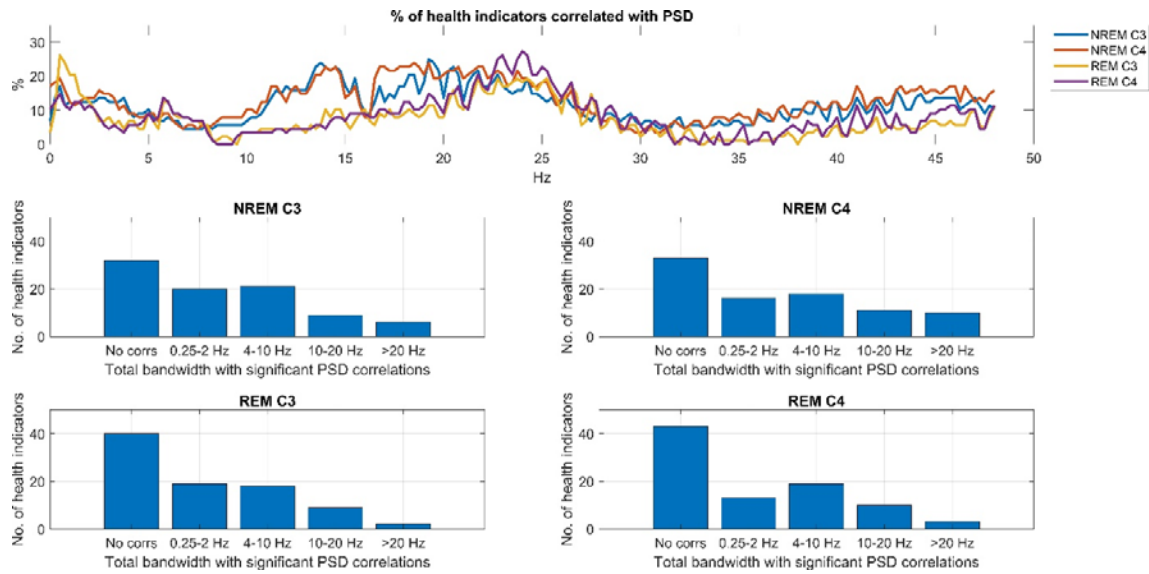 % of health indicators correlated with PSD
%
30
20
10
0
0 5 10 15 20 25 30 35 40 45 50
Hz
NREM C3
NREM C4
REM C3
REM C4
NREM C3
No. of health indicators
40
20
0
No corrs 0.25-2 Hz 4-10 Hz 10-20 Hz >20 Hz
Total bandwidth with significant PSD correlations
NREM C4
No. of health indicators
40
20
0
No corrs 0.25-2 Hz 4-10 Hz 10-20 Hz >20 Hz
Total bandwidth with significant PSD correlations
REM C3
No. of health indicators
40
20
0
No corrs 0.25-2 Hz 4-10 Hz 10-20 Hz >20 Hz
Total bandwidth with significant PSD correlations
REM C4
No. of health indicators
40
20
0
No corrs 0.25-2 Hz 4-10 Hz 10-20 Hz >20 Hz
Total bandwidth with significant PSD correlations